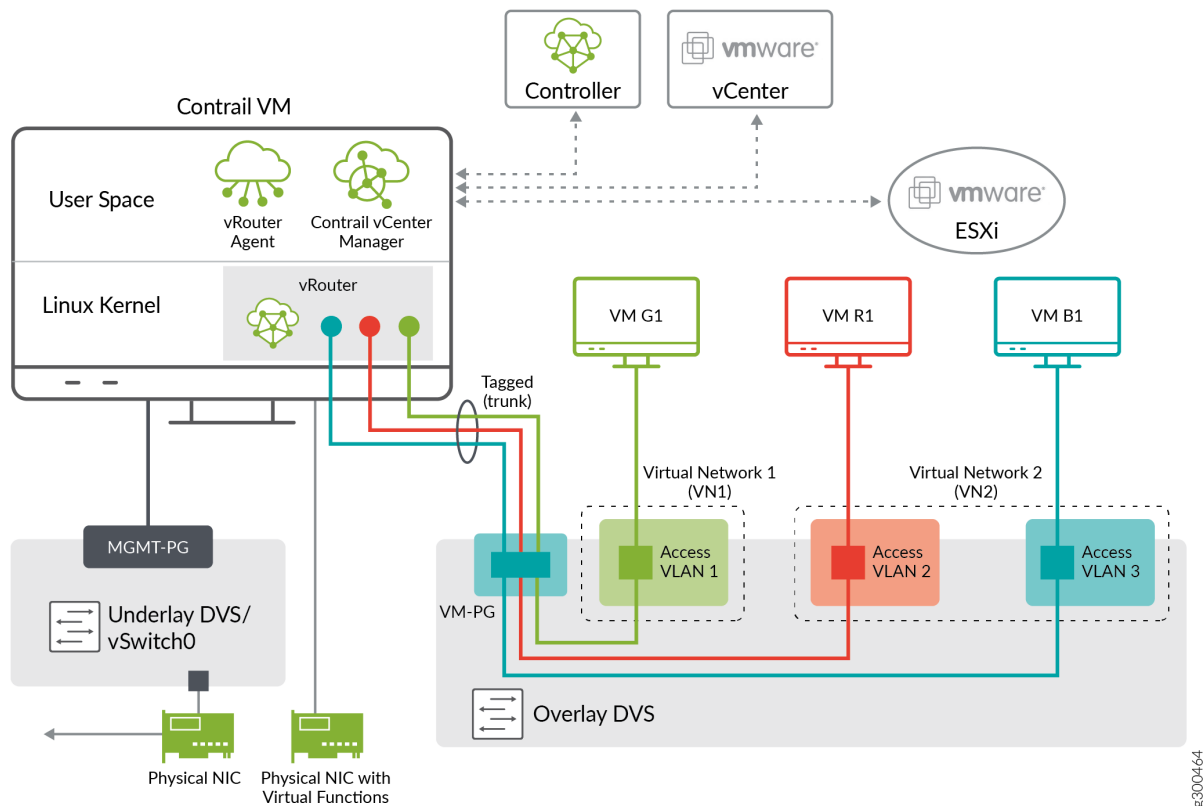 Controller
vmware®
vCenter
Contrail VM
User Space
vRouter
Agent
Contrail vCenter
Manager
vmware®
ESXi
Linux Kernel
vRouter
VM G1
VM R1
VM B1
Tagged
(trunk)
Virtual Network 1
(VN1)
Virtual Network 2
(VN2)
MGMT-PG
Access
VLAN 1
Access
VLAN 2
Access
VLAN 3
VM-PG
Underlay DVS/
vSwitch0
Overlay DVS
Physical NIC
Physical NIC with
Virtual Functions
g300464